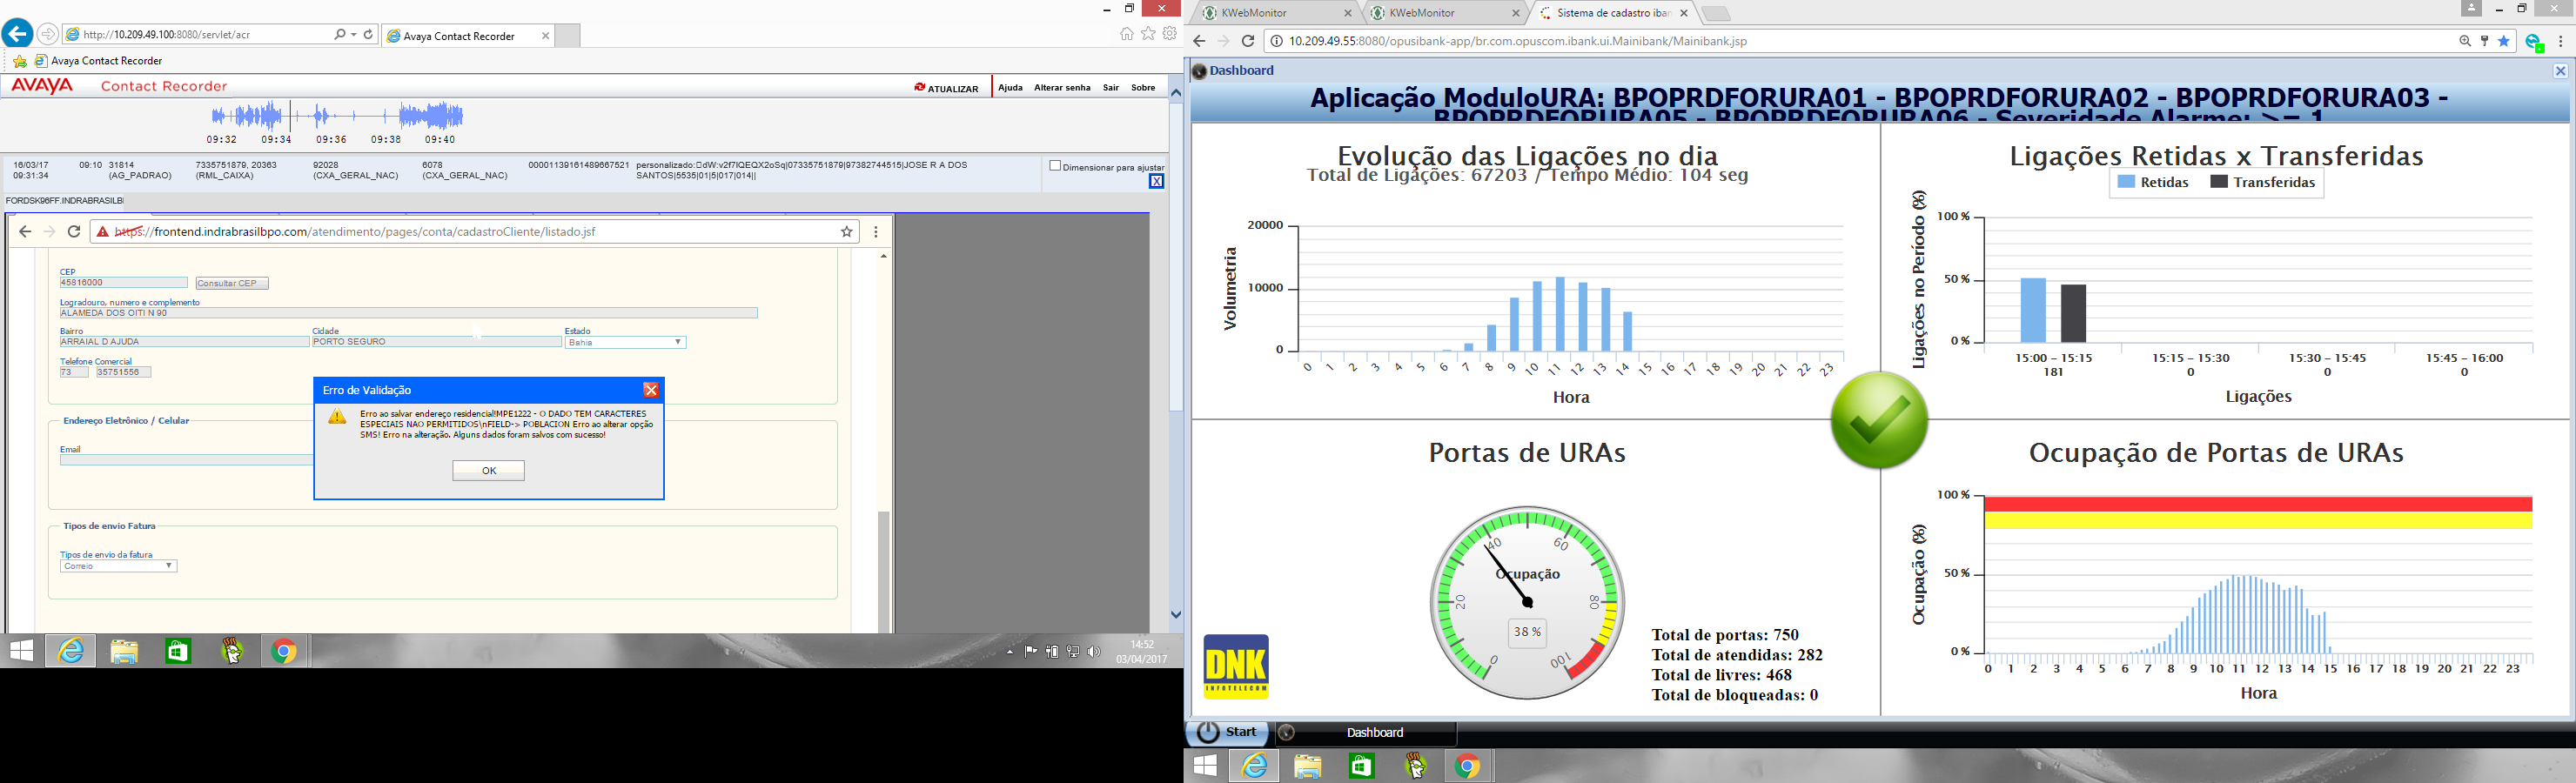 http://10.209.49.100:8080/servlet/acr
Avaya Contact Recorder
Avaya Contact Recorder
AVAYA Contact Recorder
ATUALIZAR Ajuda Alterar senha Sair Sobre
09:32 09:34 09:36 09:38 09:40
16/03/17 09:10 31814 7335751879, 20363 92028 6078 00001139161489667521 personalizado:
09:31:34 (AG_PADRAO) (RML_CAIXA) (CXA_GERAL_NAC) (CXA_GERAL_NAC)
dW:v2f7IQEQX2oSq|07335751879|97382744515|JOSE R A DOS
SANTOS|5535|01|5|017|014||
Dimensionar para ajustar
X
FORDSK96FF.INDRABRASILB
https://frontend.indrabrasilbpo.com/atendimento/pages/conta/cadastroCliente/listado.jsf
CEP
45816000 Consultar CEP
Logradouro, numero e complemento
ALAMEDA DOS OITI N 90
Bairro Cidade Estado
ARRAIAL D AJUDA PORTO SEGURO Bahia
Telefone Comercial
73 35751556
Erro de Validação
Erro ao salvar endereço residencial!MPE1222 - O DADO TEM CARACTERES
ESPECIAIS NAO PERMITIDOS\nFIELD-> POBLACION Erro ao alterar opção
SMS! Erro na alteração. Alguns dados foram salvos com sucesso!
OK
Endereço Eletrônico / Celular
Email
Tipos de envio Fatura
Tipos de envio da fatura
Correio
14:52
03/04/2017
KWebMonitor
KWebMonitor
Sistema de cadastro iban
10.209.49.55:8080/opusibank-app/br.com.opuscom.ibank.ui.Mainibank/Mainibank.jsp
Dashboard
Aplicação ModuloURA: BPOPRDFORURA01 - BPOPRDFORURA02 - BPOPRDFORURA03 -
BPOPRDFORURA05 - BPOPRDFORURA06 - Severidade Alarme: >= 1
Evolução das Ligações no dia
Total de Ligações: 67203 / Tempo Médio: 104 seg
Volumetria
20000
10000
0
0 1 2 3 4 5 6 7 8 9 10 11 12 13 14 15 16 17 18 19 20 21 22 23
Hora
Ligações Retidas x Transferidas
Retidas Transferidas
Ligações no Período (%)
100 %
50 %
0 %
15:00 – 15:15 15:15 – 15:30 15:30 – 15:45 15:45 – 16:00
181 0 0 0
Ligações
Portas de URAs
0 20 40 60 80 100
Ocupação
38 %
DNK
INFOTELECOM
Total de portas: 750
Total de atendidas: 282
Total de livres: 468
Total de bloqueadas: 0
Ocupação de Portas de URAs
Ocupação (%)
100 %
50 %
0 %
0 1 2 3 4 5 6 7 8 9 10 11 12 13 14 15 16 17 18 19 20 21 22 23
Hora
Start Dashboard